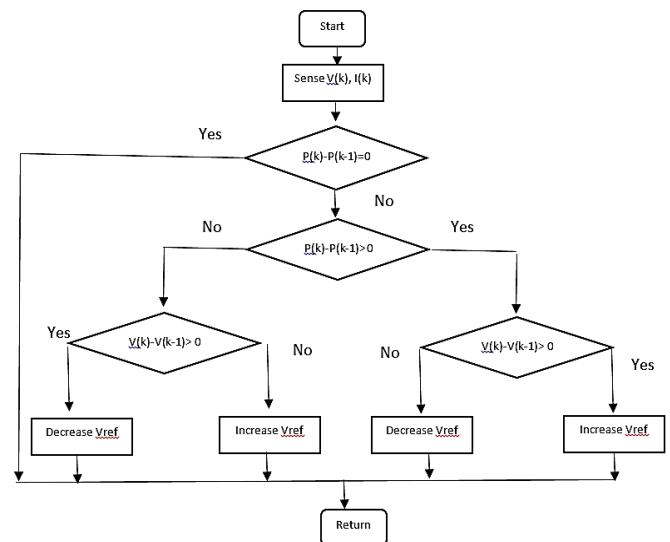 Start
Sense V(k), I(k)
Yes
P(k)-P(k-1)=0
No
No
Yes
P(k)-P(k-1)>0
Yes
V(k)-V(k-1)> 0
No
No
V(k)-V(k-1)> 0
Yes
Decrease Vref
Increase Vref
Decrease Vref
Increase Vref
Return